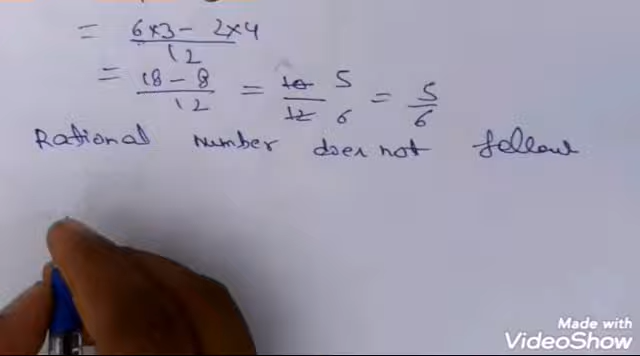 = 6×3 - 2×4 / 12
= 18 - 8 / 12 = 10 5 / 12 6 = 5 / 6
Rational number does not follow
Made with
VideoShow